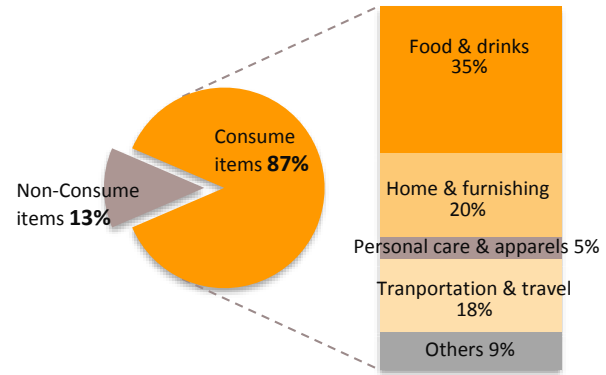 Consume
items 87%
Non-Consume
items 13%
Food & drinks
35%
Home & furnishing
20%
Personal care & apparels 5%
Tranportation & travel
18%
Others 9%